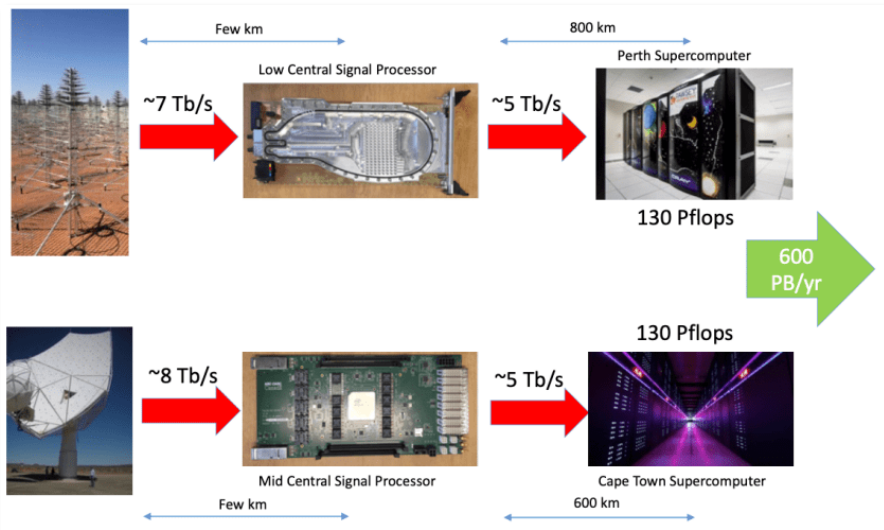 Few km
800 km
Low Central Signal Processor
Perth Supercomputer
~7 Tb/s
~5 Tb/s
130 Pflops
600
PB/yr
130 Pflops
~8 Tb/s
~5 Tb/s
Mid Central Signal Processor
Cape Town Supercomputer
Few km
600 km